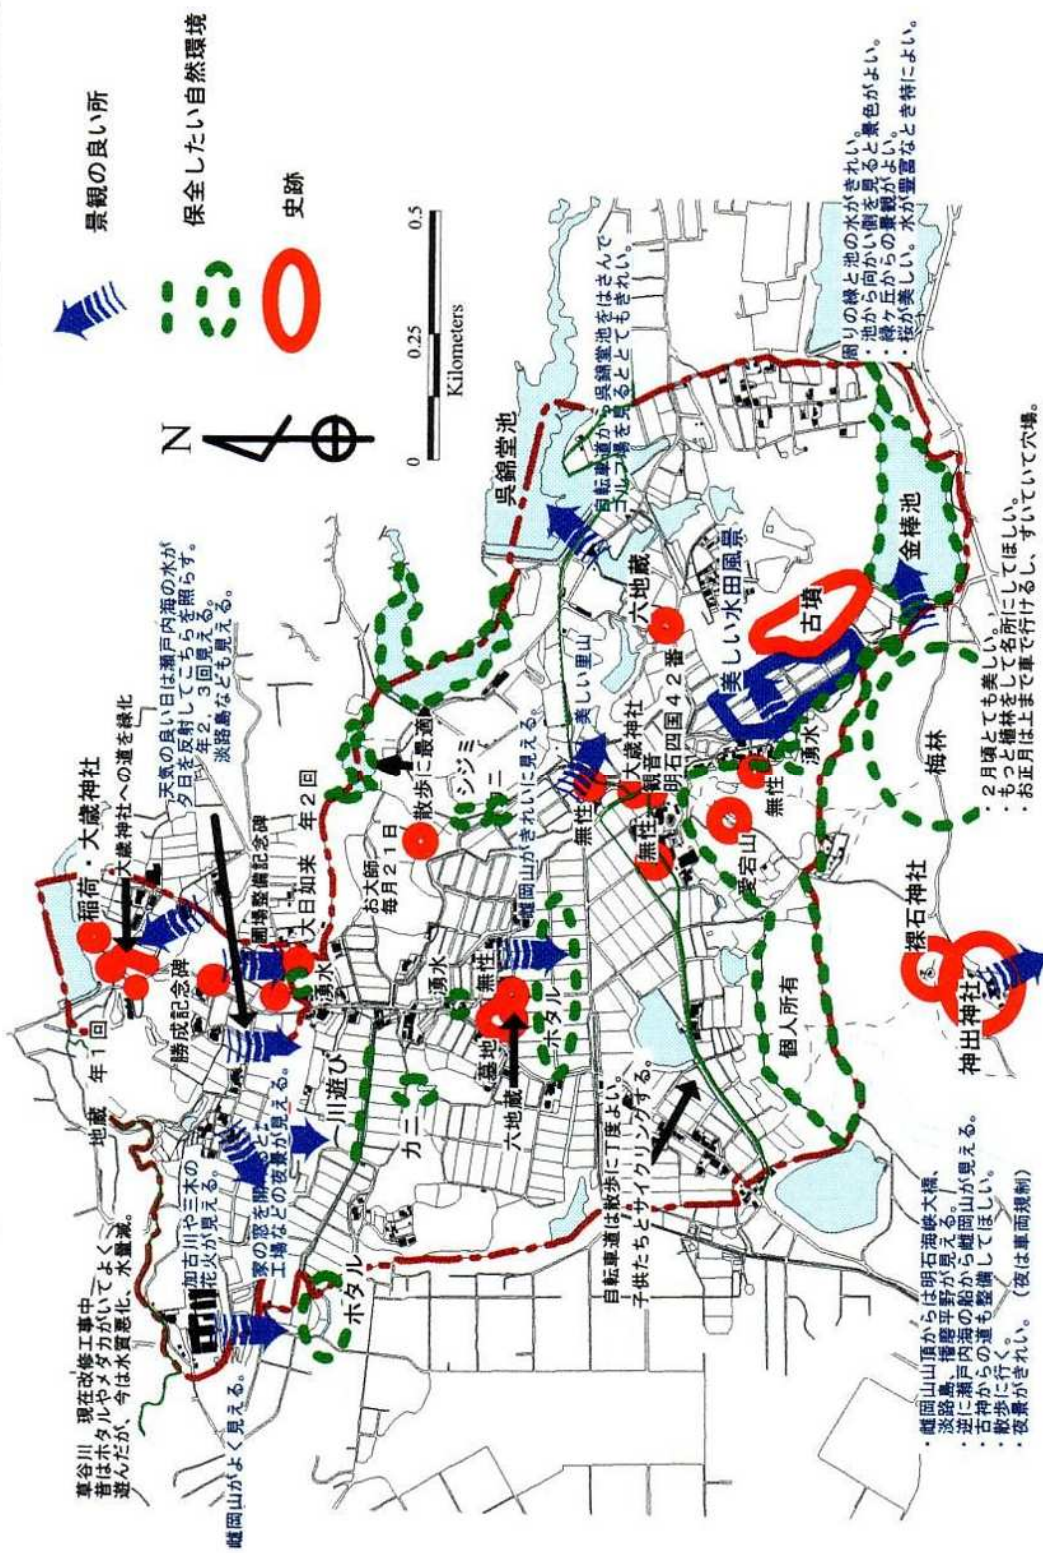 景観の良い所
保全したい自然環境
史跡
N
0
0.25
0.5
Kilometers
草谷川 現在改修工事中
昔はホタルやメダカがいてよく
遊んだが、今は水質悪化、水量減。
地蔵 年1回
稲荷・大歳神社
大歳神社への道を緑化
天気の良い日は瀬戸内海の水が
夕日を反射してこちらを照らす。
年2,3回見える。
淡路島なども見える。
勝成記念碑
圃場整備記念碑
大日如来 年2回
加古川や三木の
花火が見える。
家の窓を開
工場などの夜景が見える。
雌岡山がよく見える。
湧水
川遊び
お大師
毎月21日
散歩に最適
ホタル
カニ
湧水
シジミ
カニ
墓地
無性
六地蔵
ホタル
雌岡山がきれいに見える。
呉錦堂池
自転車道から呉錦堂池をはさんで
ゴルフ場を見るととてもきれい。
美しい里山
六地蔵
無性
大歳神社
観音
明石四国42番
無性
美しい水田風景
古墳
自転車道は散歩に丁度よい。
子供たちとサイクリングする。
愛宕山
無性
湧水
個人所有
金棒池
周りの緑と池の水がきれい。
・池から向かい側を見ると景色がよい。
・緑ヶ丘からの景観がよい。
・桜が美しい。水が豊富なとき特によい。
梅林
・2月頃とても美しい。
・もっと植林をして名所にしてほしい。
・お正月は上まで車で行けるし、すいていて穴場。
裸石神社
神出神社
・雌岡山山頂からは明石海峡大橋、
淡路島、播磨平野が見える。
・逆に瀬戸内海の船から雌岡山が見える。
・古神からの道も整備してほしい。
・散歩に行く。
・夜景がきれい。（夜は車両規制）